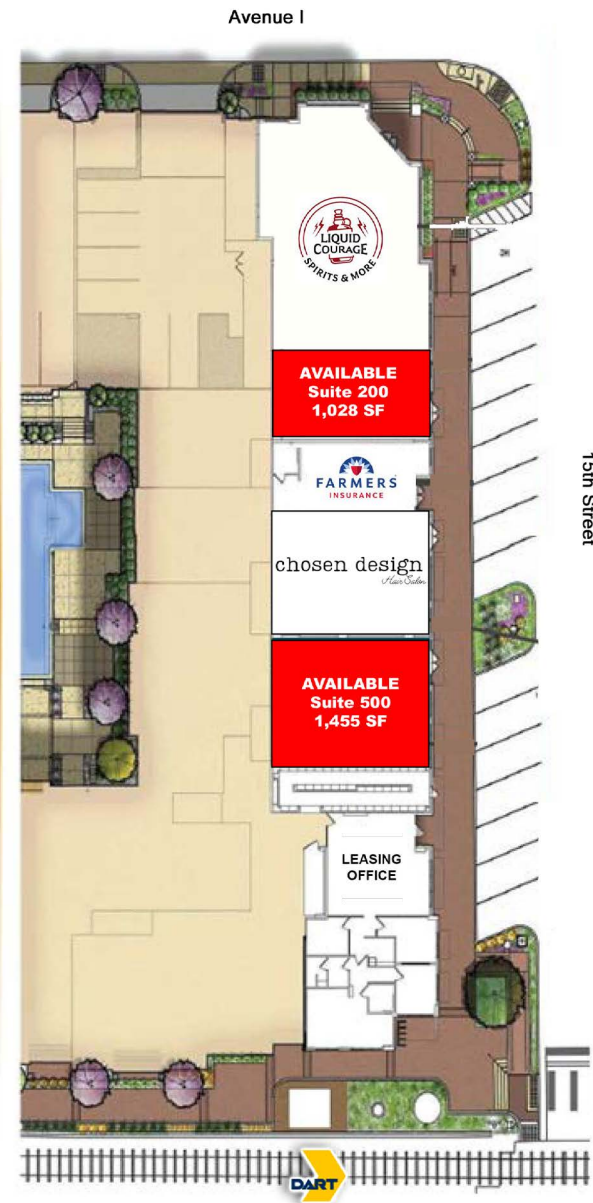 Avenue I
LIQUID
COURAGE
SPIRITS & MORE
AVAILABLE
Suite 200
1,028 SF
FARMERS
INSURANCE
15th Street
chosen design
Hair Salon
AVAILABLE
Suite 500
1,455 SF
LEASING
OFFICE
DART